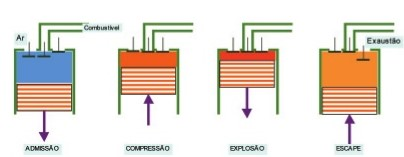 Ar
Combustível
Exaustão
ADMISSÃO
COMPRESSÃO
EXPLOSÃO
ESCAPE